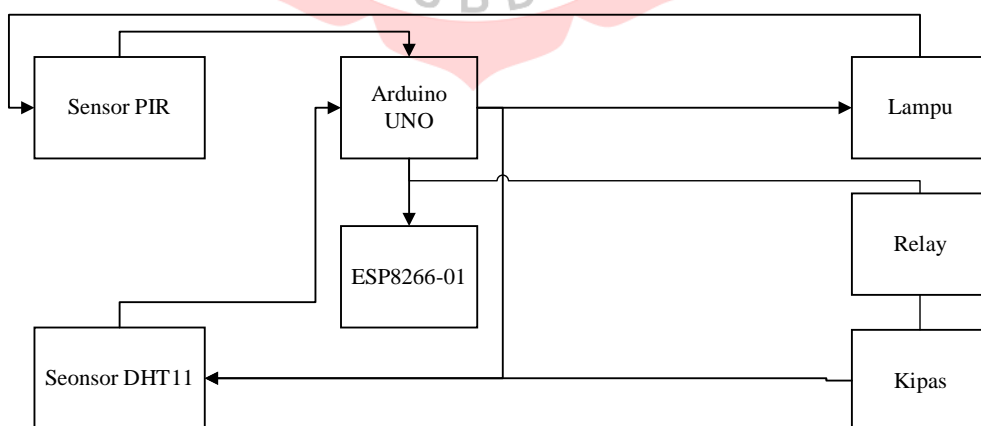 Sensor PIR
Arduino
UNO
Lampu
Relay
ESP8266-01
Seonsor DHT11
Kipas